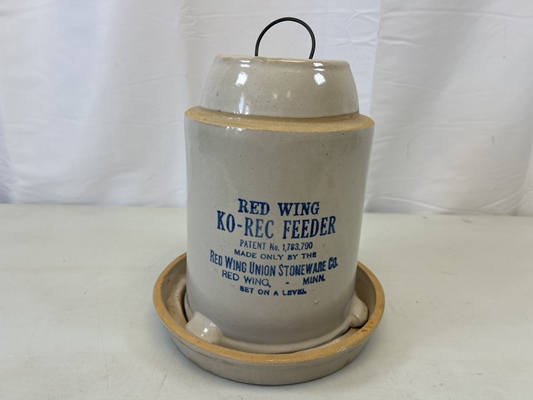 RED WING
KO-REC FEEDER
PATENT No. 1,783,790
MADE ONLY BY THE
RED WING UNION STONEWARE CO.
RED WING, - MINN.
SET ON A LEVEL